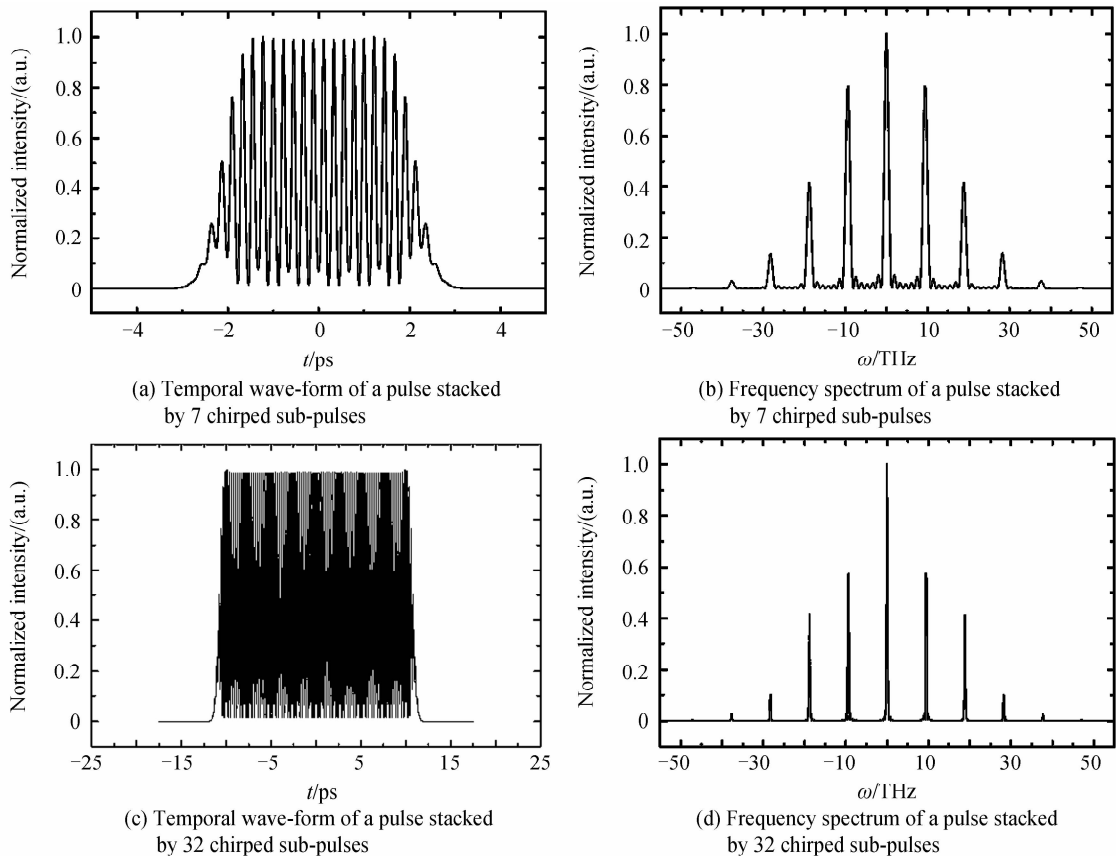 Normalized intensity/(a.u.)
1.0
0.8
0.6
0.4
0.2
0
−4
−2
0
2
4
t/ps
(a) Temporal wave-form of a pulse stacked
by 7 chirped sub-pulses
Normalized intensity/(a.u.)
1.0
0.8
0.6
0.4
0.2
0
−50
−30
−10
10
30
50
ω/THz
(b) Frequency spectrum of a pulse stacked
by 7 chirped sub-pulses
Normalized intensity/(a.u.)
1.0
0.8
0.6
0.4
0.2
0
−25
−15
−5
5
15
25
t/ps
(c) Temporal wave-form of a pulse stacked
by 32 chirped sub-pulses
Normalized intensity/(a.u.)
1.0
0.8
0.6
0.4
0.2
0
−50
−30
−10
10
30
50
ω/THz
(d) Frequency spectrum of a pulse stacked
by 32 chirped sub-pulses